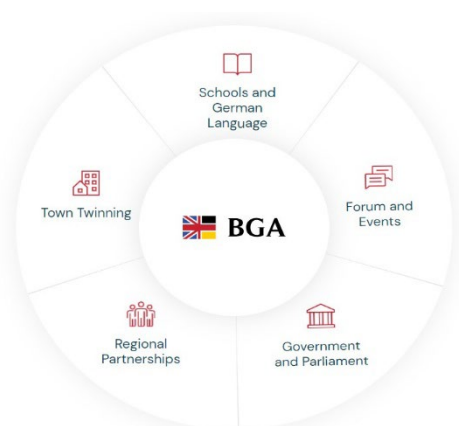 Schools and
German
Language
Town Twinning
Forum and
Events
BGA
Regional
Partnerships
Government
and Parliament